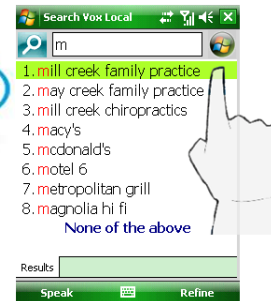 Search Vox Local
m
1. mill creek family practice
2. may creek family practice
3. mill creek chiropractics
4. macy's
5. mcdonald's
6. motel 6
7. metropolitan grill
8. magnolia hi fi
None of the above
Results
Speak Refine